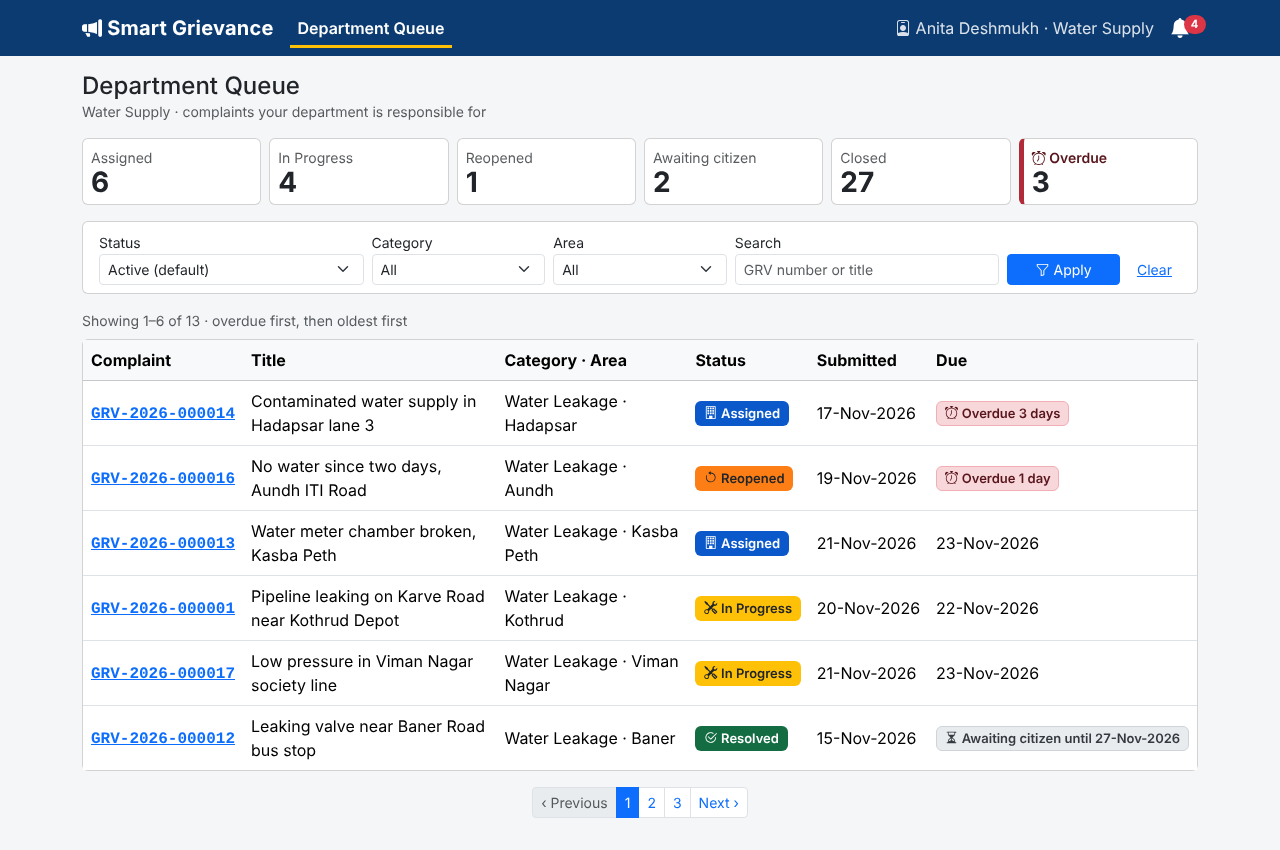 Smart Grievance Department Queue Anita Deshmukh · Water Supply 4
Department Queue
Water Supply · complaints your department is responsible for
Assigned In Progress Reopened Awaiting citizen Closed Overdue
6 4 1 2 27 3
Status Category Area Search
Active (default) All All GRV number or title Apply Clear
Showing 1–6 of 13 · overdue first, then oldest first
Complaint Title Category · Area Status Submitted Due
GRV-2026-000014 Contaminated water supply in Hadapsar lane 3 Water Leakage · Hadapsar Assigned 17-Nov-2026 Overdue 3 days
GRV-2026-000016 No water since two days, Aundh ITI Road Water Leakage · Aundh Reopened 19-Nov-2026 Overdue 1 day
GRV-2026-000013 Water meter chamber broken, Kasba Peth Water Leakage · Kasba Peth Assigned 21-Nov-2026 23-Nov-2026
GRV-2026-000001 Pipeline leaking on Karve Road near Kothrud Depot Water Leakage · Kothrud In Progress 20-Nov-2026 22-Nov-2026
GRV-2026-000017 Low pressure in Viman Nagar society line Water Leakage · Viman Nagar In Progress 21-Nov-2026 23-Nov-2026
GRV-2026-000012 Leaking valve near Baner Road bus stop Water Leakage · Baner Resolved 15-Nov-2026 Awaiting citizen until 27-Nov-2026
‹ Previous 1 2 3 Next ›